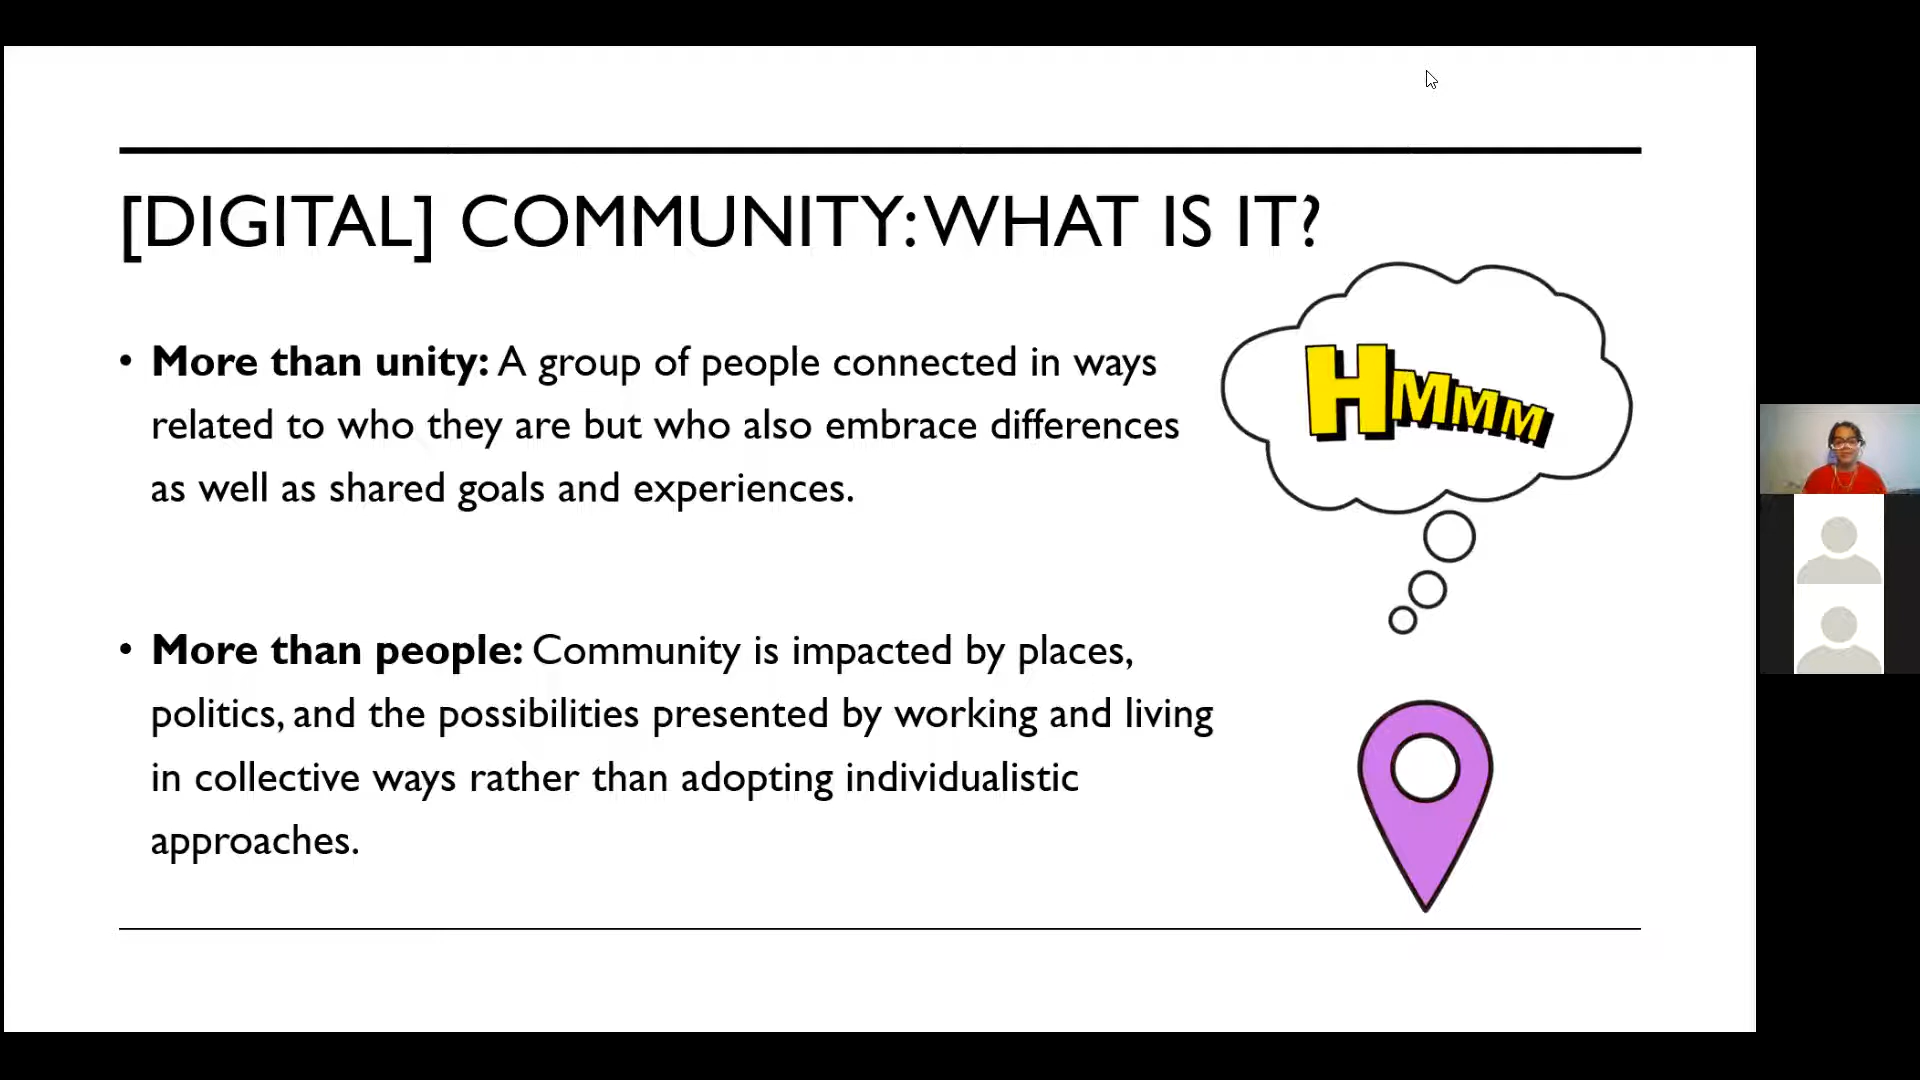 [DIGITAL] COMMUNITY: WHAT IS IT?
• More than unity: A group of people connected in ways
related to who they are but who also embrace differences
as well as shared goals and experiences.
HMMM
• More than people: Community is impacted by places,
politics, and the possibilities presented by working and living
in collective ways rather than adopting individualistic
approaches.